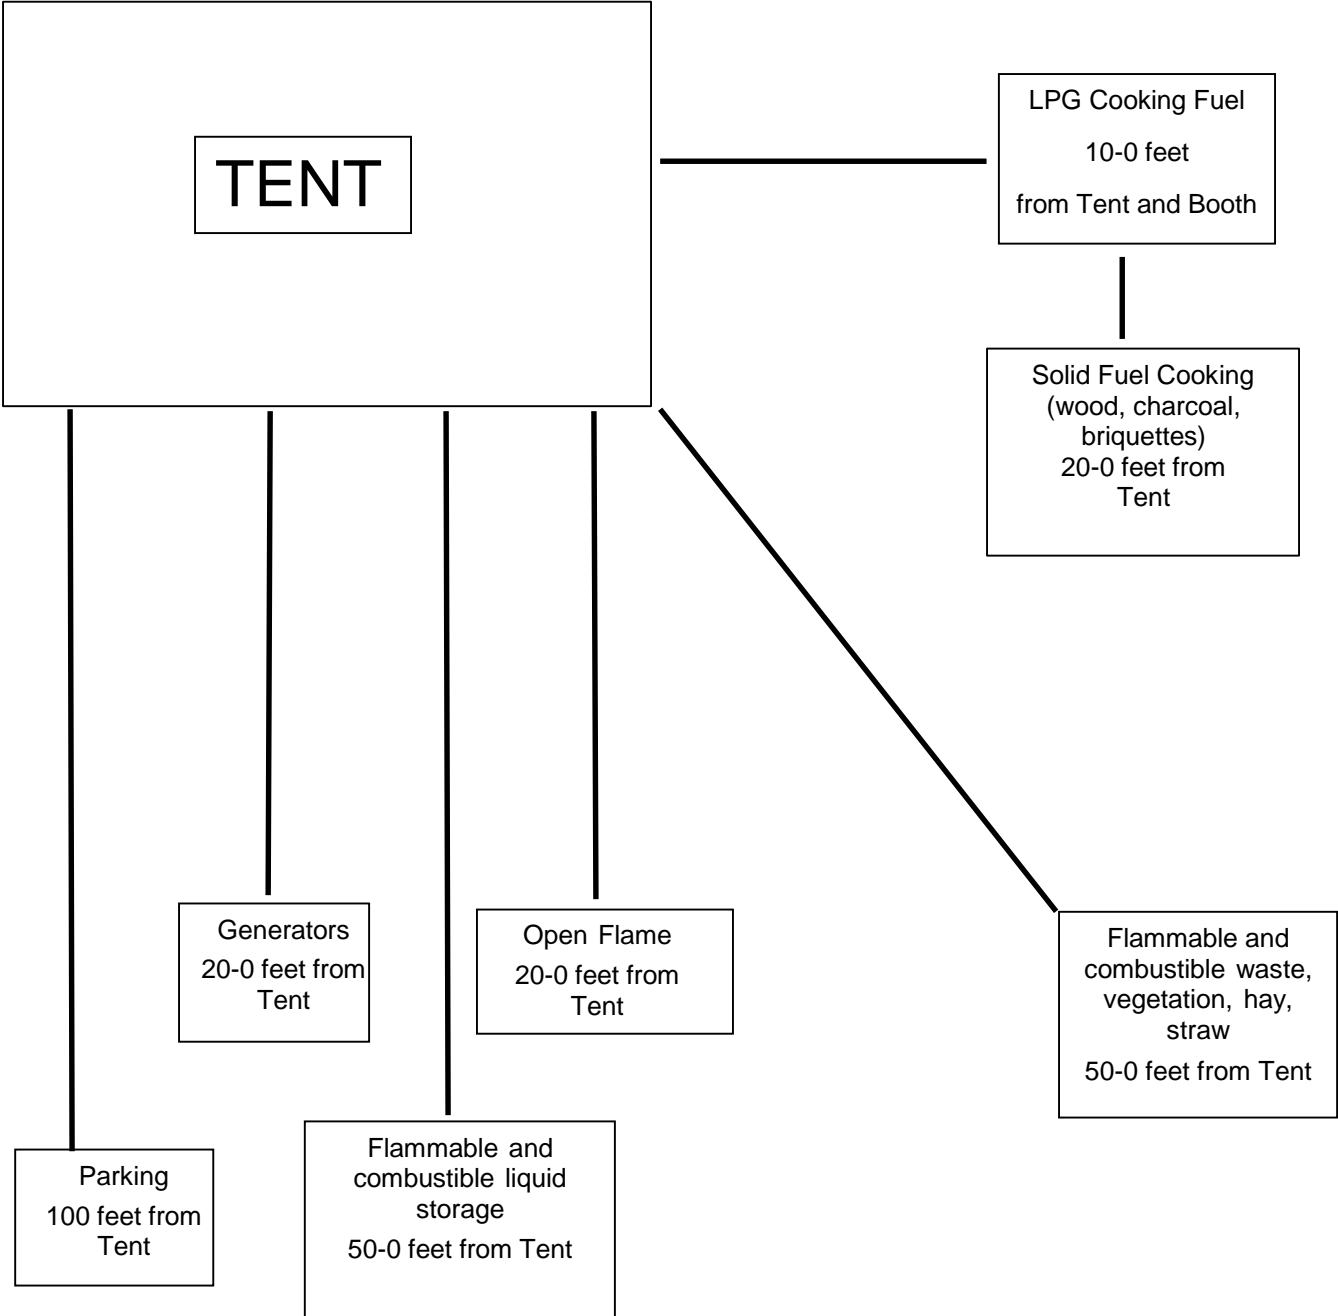 TENT
LPG Cooking Fuel
10-0 feet
from Tent and Booth
Solid Fuel Cooking
(wood, charcoal,
briquettes)
20-0 feet from
Tent
Generators
20-0 feet from
Tent
Open Flame
20-0 feet from
Tent
Flammable and
combustible waste,
vegetation, hay,
straw
50-0 feet from Tent
Parking
100 feet from
Tent
Flammable and
combustible liquid
storage
50-0 feet from Tent